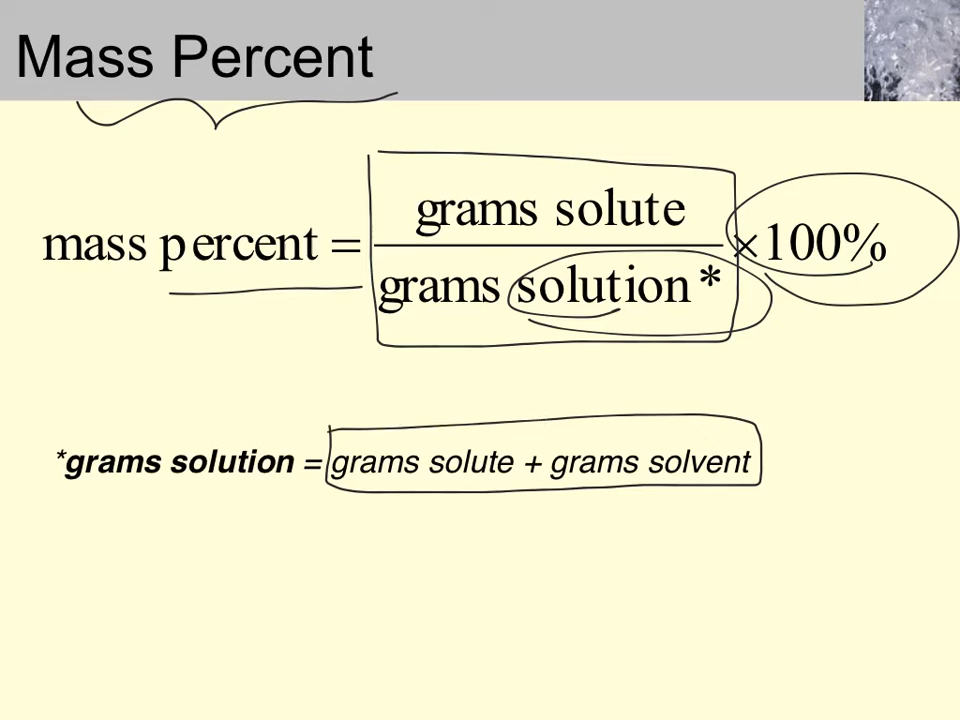 Mass Percent
mass percent = grams solute / grams solution* ×100%
*grams solution = grams solute + grams solvent